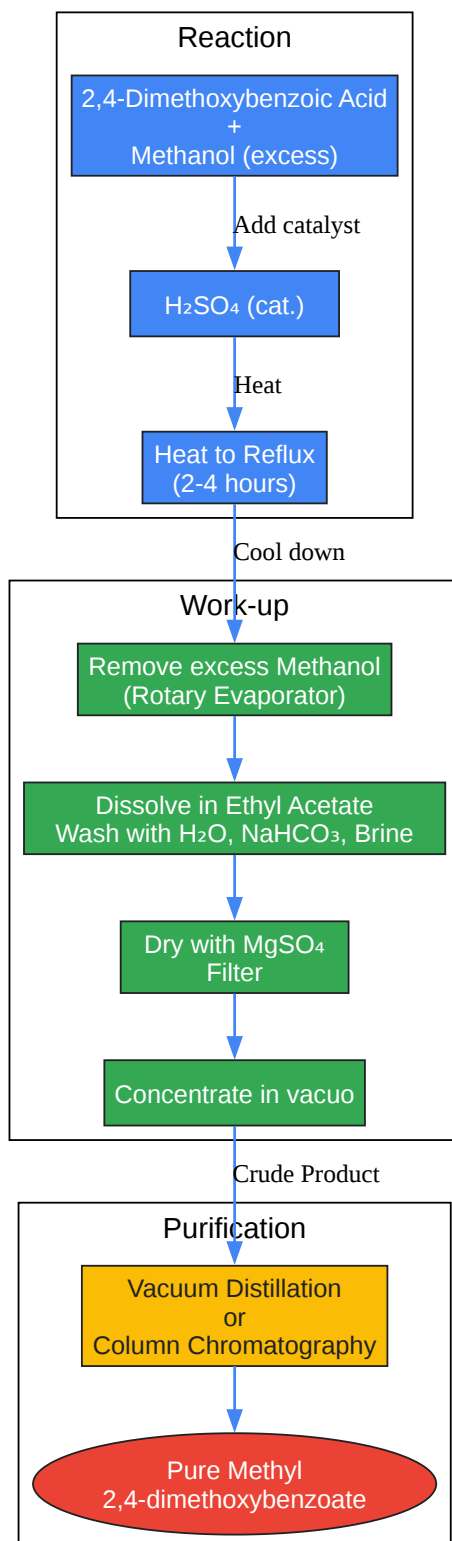 Reaction
2,4-Dimethoxybenzoic Acid
+
Methanol (excess)
Add catalyst
H₂SO₄ (cat.)
Heat
Heat to Reflux
(2-4 hours)
Cool down
Work-up
Remove excess Methanol
(Rotary Evaporator)
Dissolve in Ethyl Acetate
Wash with H₂O, NaHCO₃, Brine
Dry with MgSO₄
Filter
Concentrate in vacuo
Crude Product
Purification
Vacuum Distillation
or
Column Chromatography
Pure Methyl
2,4-dimethoxybenzoate